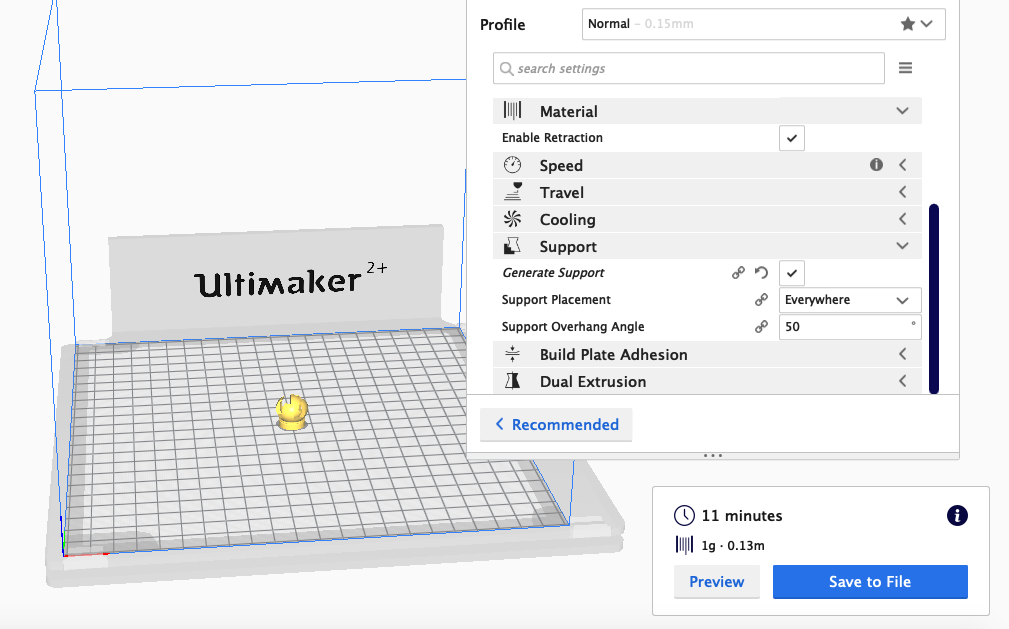 Profile
Normal – 0.15mm
search settings
Material
Enable Retraction
Speed
Travel
Cooling
Support
Generate Support
Support Placement
Everywhere
Support Overhang Angle
50 °
Build Plate Adhesion
Dual Extrusion
Recommended
Ultimaker 2+
11 minutes
1g · 0.13m
Preview
Save to File